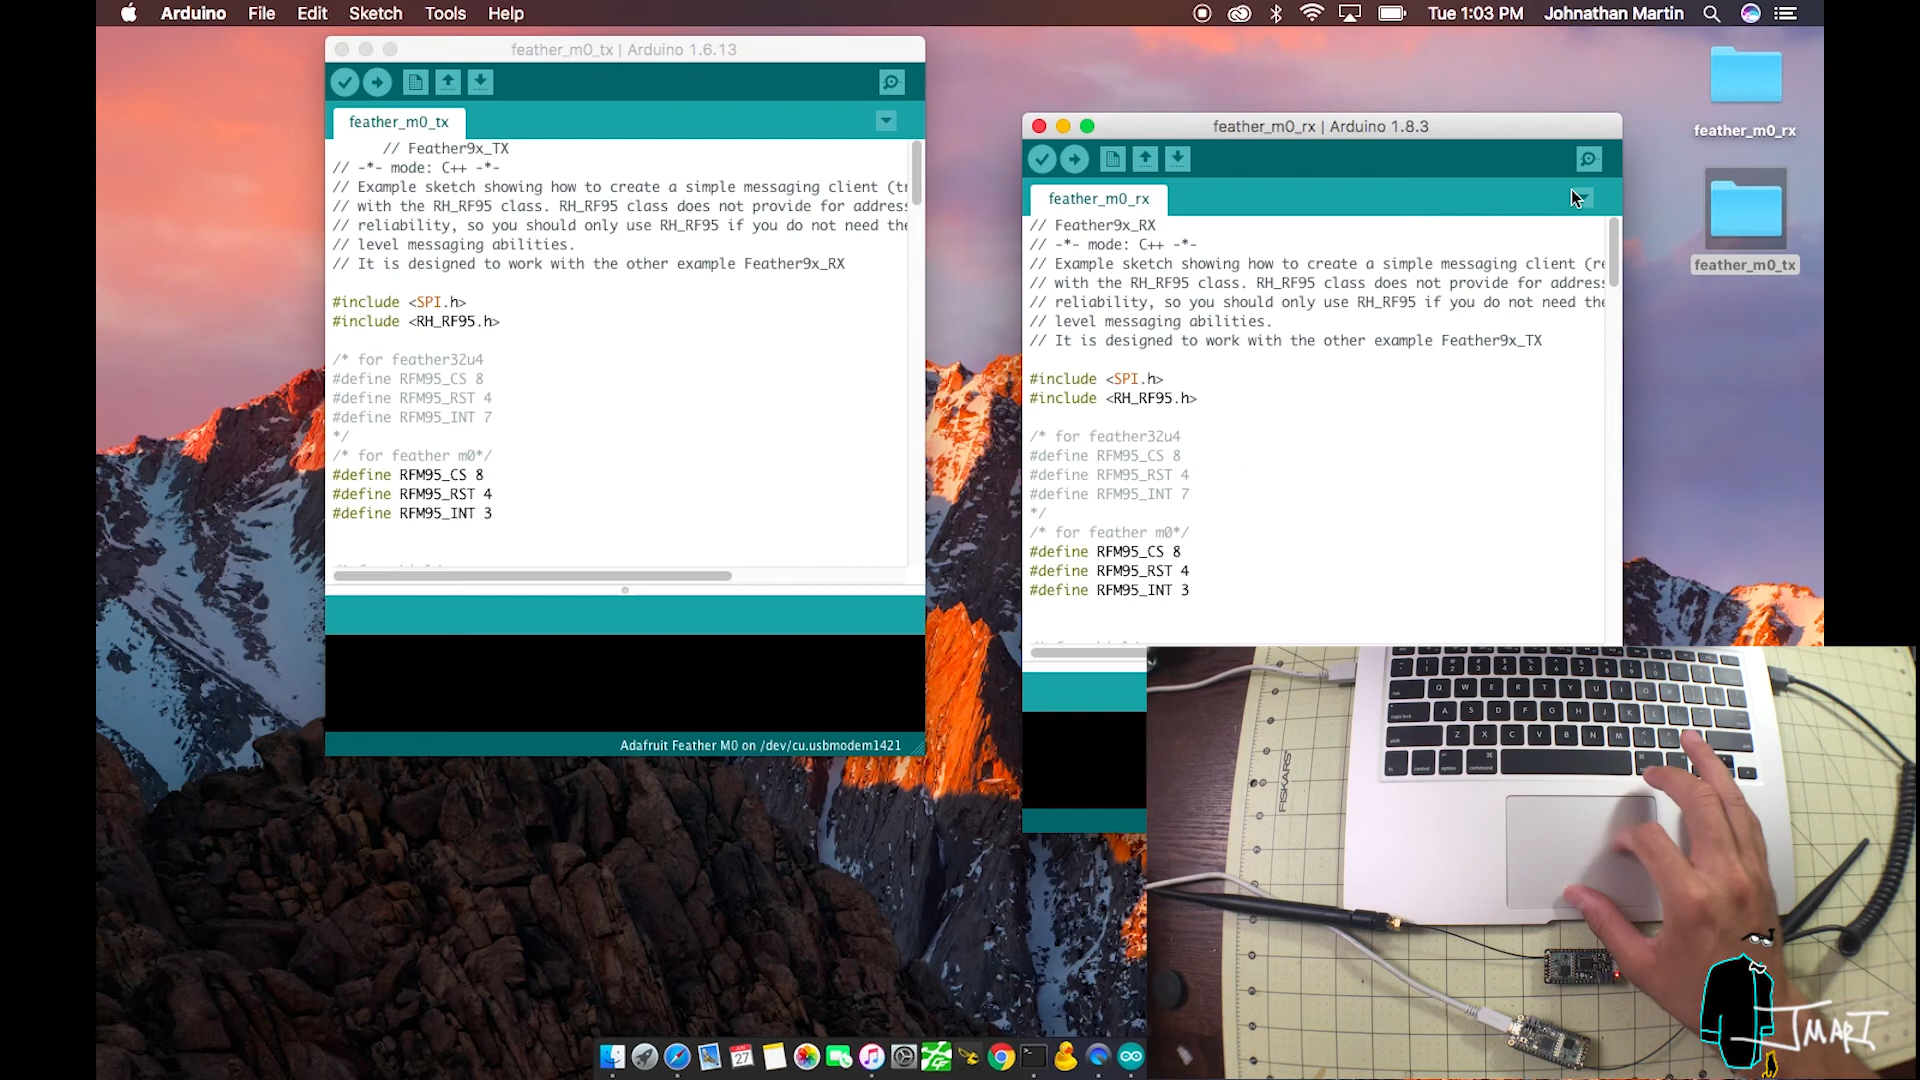 Arduino File Edit Sketch Tools Help
Tue 1:03 PM Johnathan Martin
feather_m0_tx | Arduino 1.6.13
feather_m0_tx
// Feather9x_TX
// -*- mode: C++ -*-
// Example sketch showing how to create a simple messaging client (tr
// with the RH_RF95 class. RH_RF95 class does not provide for address
// reliability, so you should only use RH_RF95 if you do not need the
// level messaging abilities.
// It is designed to work with the other example Feather9x_RX
#include <SPI.h>
#include <RH_RF95.h>
/* for feather32u4
#define RFM95_CS 8
#define RFM95_RST 4
#define RFM95_INT 7
*/
/* for feather m0*/
#define RFM95_CS 8
#define RFM95_RST 4
#define RFM95_INT 3
Adafruit Feather M0 on /dev/cu.usbmodem1421
feather_m0_rx | Arduino 1.8.3
feather_m0_rx
// Feather9x_RX
// -*- mode: C++ -*-
// Example sketch showing how to create a simple messaging client (re
// with the RH_RF95 class. RH_RF95 class does not provide for address
// reliability, so you should only use RH_RF95 if you do not need the
// level messaging abilities.
// It is designed to work with the other example Feather9x_TX
#include <SPI.h>
#include <RH_RF95.h>
/* for feather32u4
#define RFM95_CS 8
#define RFM95_RST 4
#define RFM95_INT 7
*/
/* for feather m0*/
#define RFM95_CS 8
#define RFM95_RST 4
#define RFM95_INT 3
feather_m0_rx
feather_m0_tx
FISKARS
JMART
27